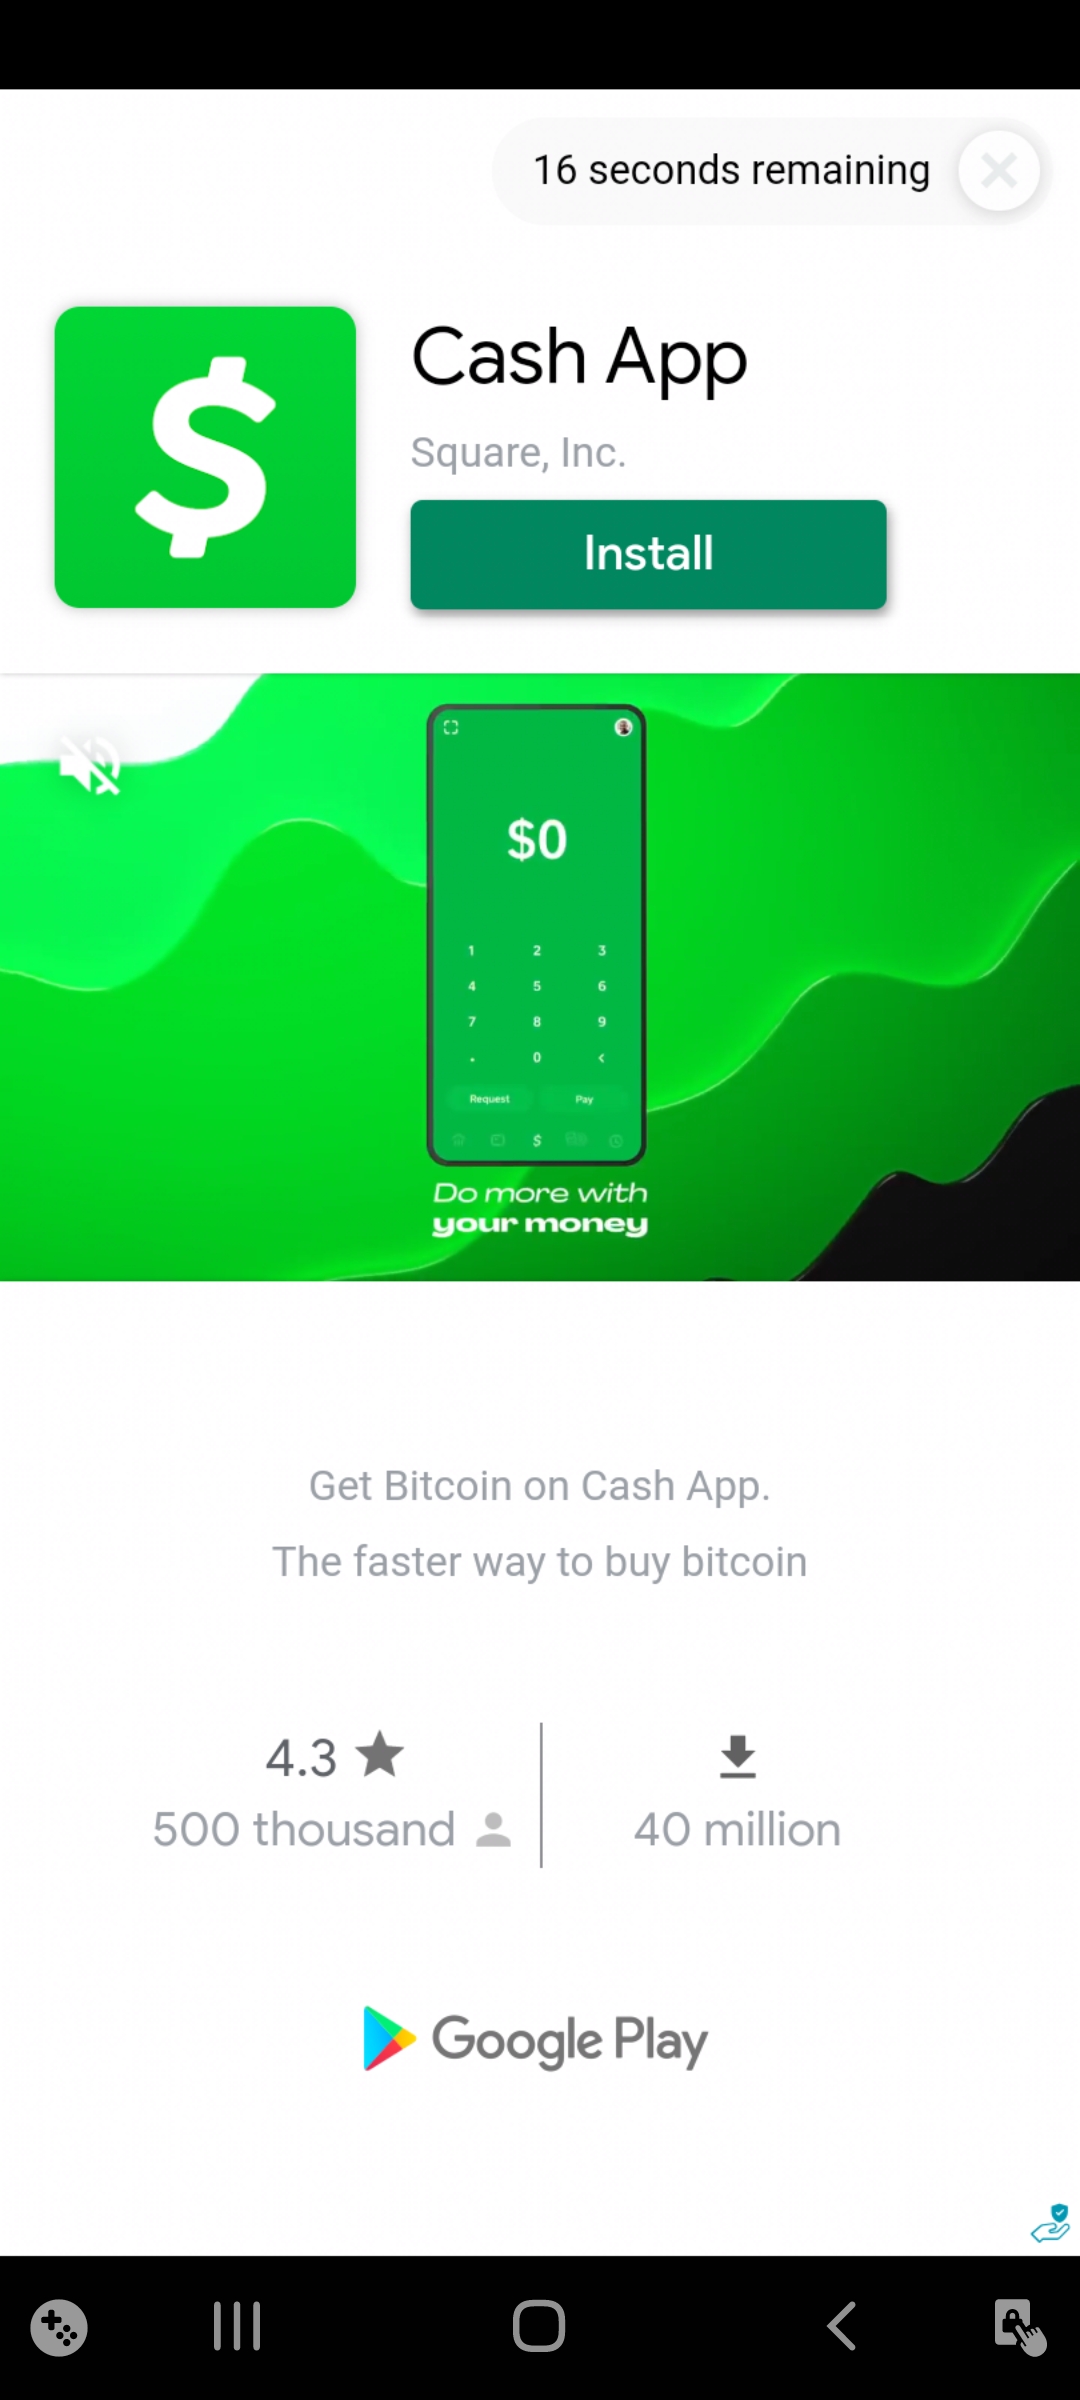 16 seconds remaining
Cash App
Square, Inc.
Install
$0
1 2 3
4 5 6
7 8 9
. 0 <
Request Pay
$
Do more with
your money
Get Bitcoin on Cash App.
The faster way to buy bitcoin
4.3
500 thousand
40 million
Google Play